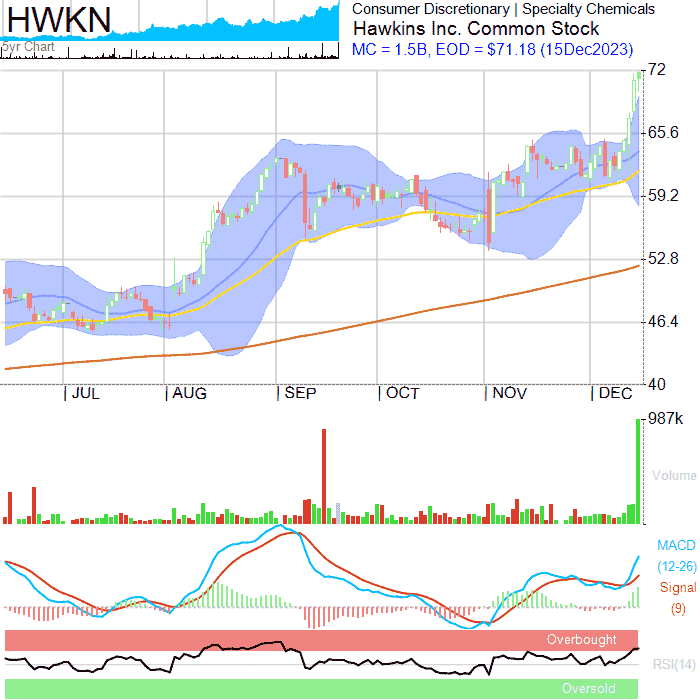 HWKN
5yr Chart
Consumer Discretionary | Specialty Chemicals
Hawkins Inc. Common Stock
MC = 1.5B, EOD = $71.18 (15Dec2023)
72
65.6
59.2
52.8
46.4
40
| JUL | AUG | SEP | OCT | NOV | DEC
987k
Volume
MACD
(12-26)
Signal
(9)
Overbought
RSI(14)
Oversold